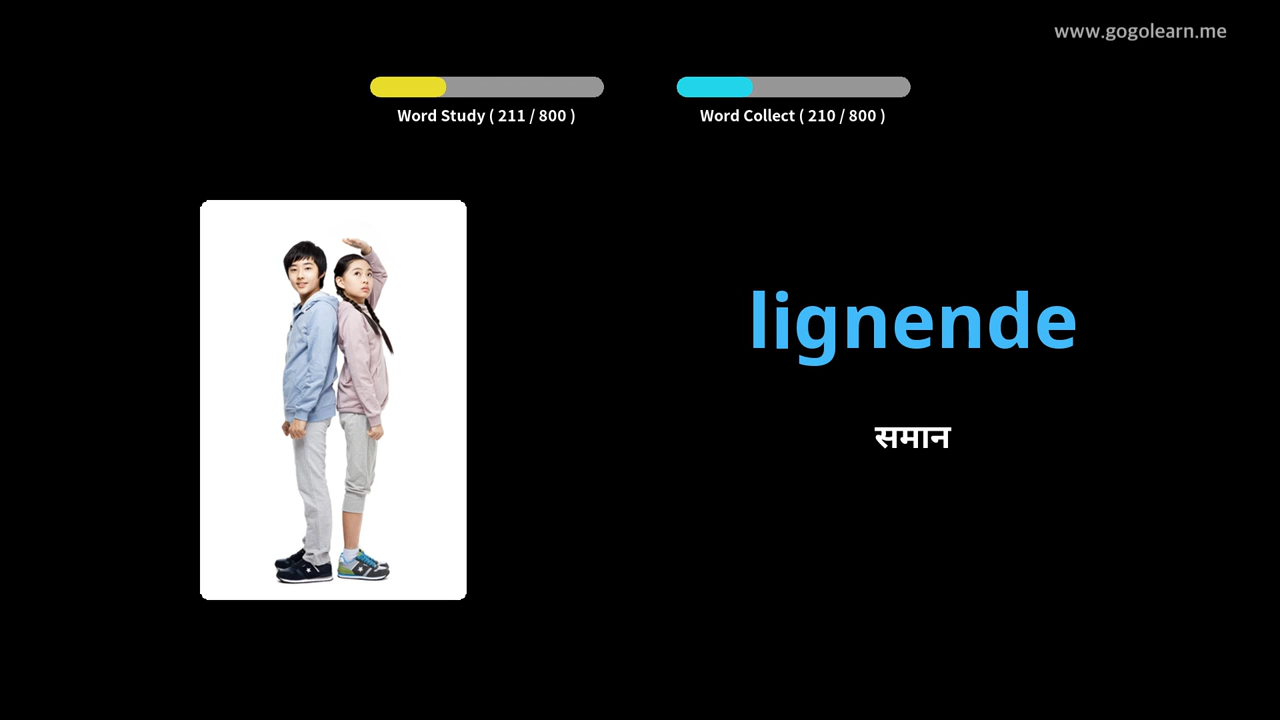 www.gogolearn.me
Word Study ( 211 / 800 )
Word Collect ( 210 / 800 )
lignende
समान